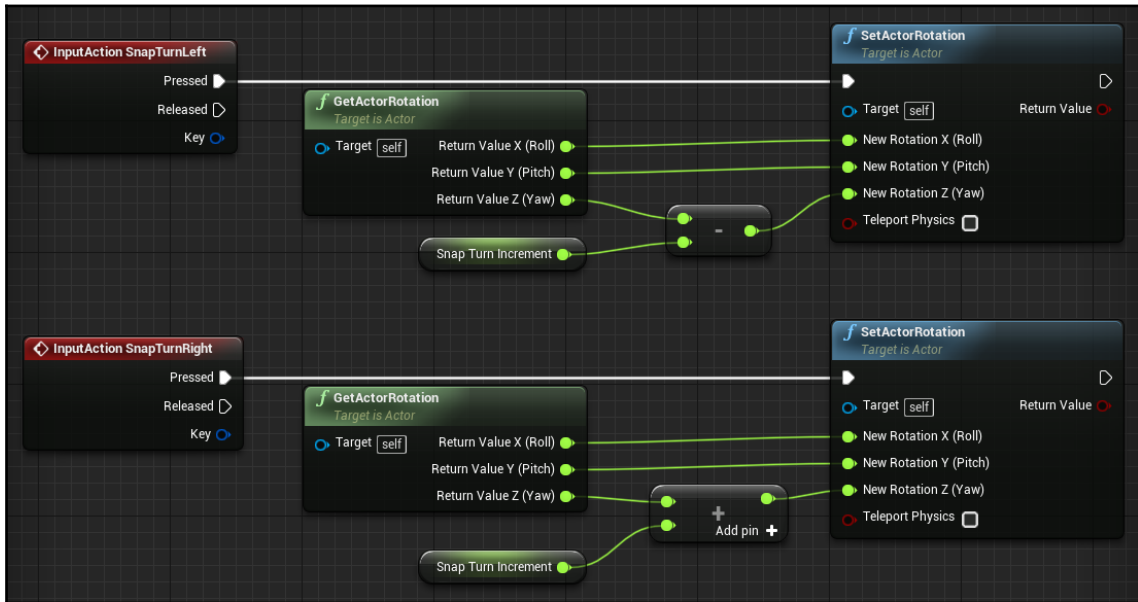 InputAction SnapTurnLeft
Pressed
Released
Key
f GetActorRotation
Target is Actor
Target self
Return Value X (Roll)
Return Value Y (Pitch)
Return Value Z (Yaw)
Snap Turn Increment
-
f SetActorRotation
Target is Actor
Target self
Return Value
New Rotation X (Roll)
New Rotation Y (Pitch)
New Rotation Z (Yaw)
Teleport Physics
InputAction SnapTurnRight
Pressed
Released
Key
f GetActorRotation
Target is Actor
Target self
Return Value X (Roll)
Return Value Y (Pitch)
Return Value Z (Yaw)
Snap Turn Increment
+
Add pin +
f SetActorRotation
Target is Actor
Target self
Return Value
New Rotation X (Roll)
New Rotation Y (Pitch)
New Rotation Z (Yaw)
Teleport Physics